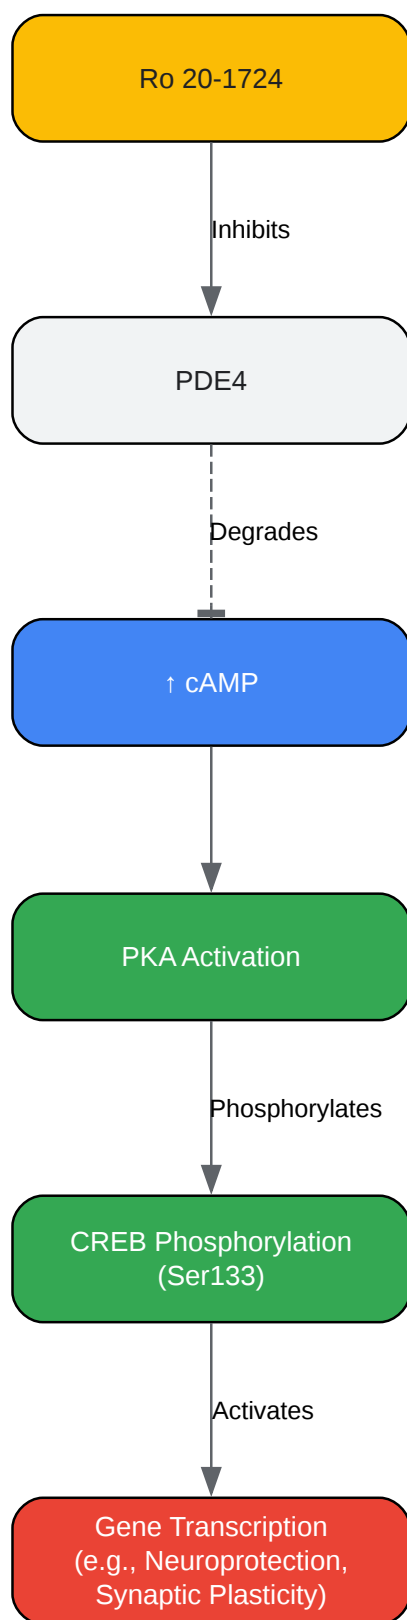 Ro 20-1724
Inhibits
PDE4
Degrades
↑ cAMP
PKA Activation
Phosphorylates
CREB Phosphorylation
(Ser133)
Activates
Gene Transcription
(e.g., Neuroprotection,
Synaptic Plasticity)